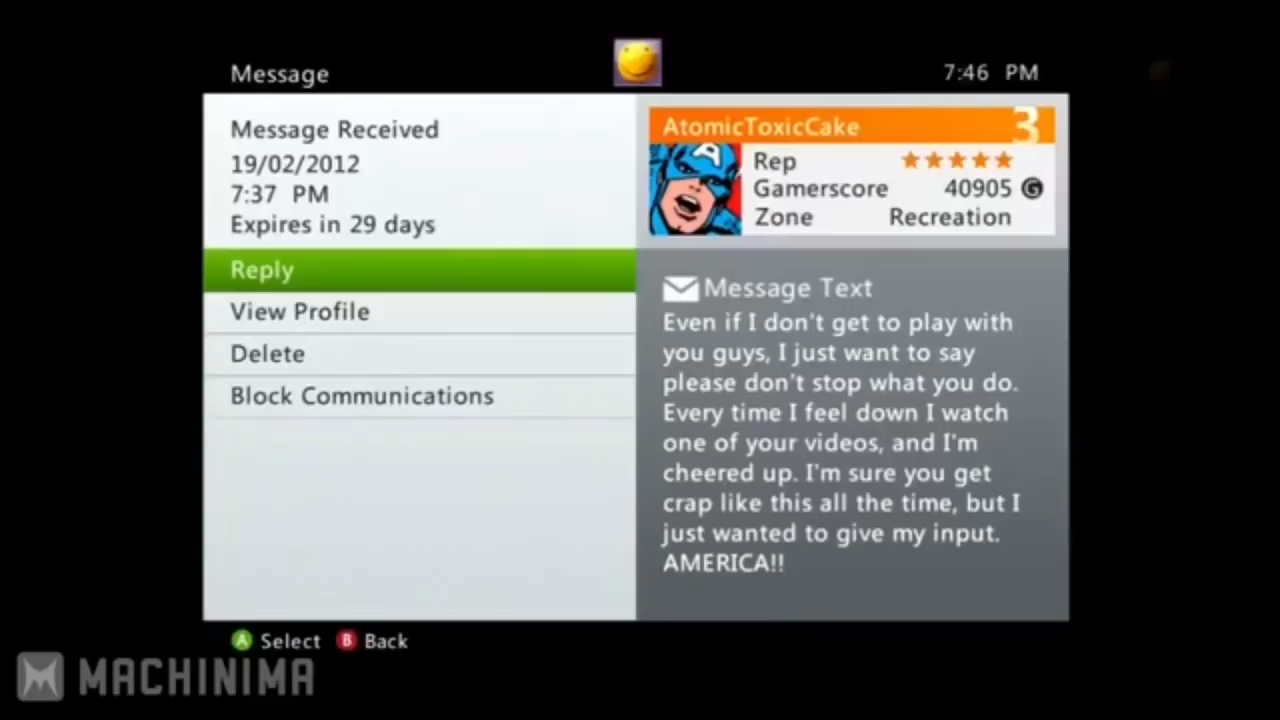 Message
7:46 PM
Message Received
19/02/2012
7:37 PM
Expires in 29 days
Reply
View Profile
Delete
Block Communications
AtomicToxicCake 3
A
Rep
Gamerscore 40905 G
Zone Recreation
Message Text
Even if I don't get to play with
you guys, I just want to say
please don't stop what you do.
Every time I feel down I watch
one of your videos, and I'm
cheered up. I'm sure you get
crap like this all the time, but I
just wanted to give my input.
AMERICA!!
A Select B Back
MACHINIMA